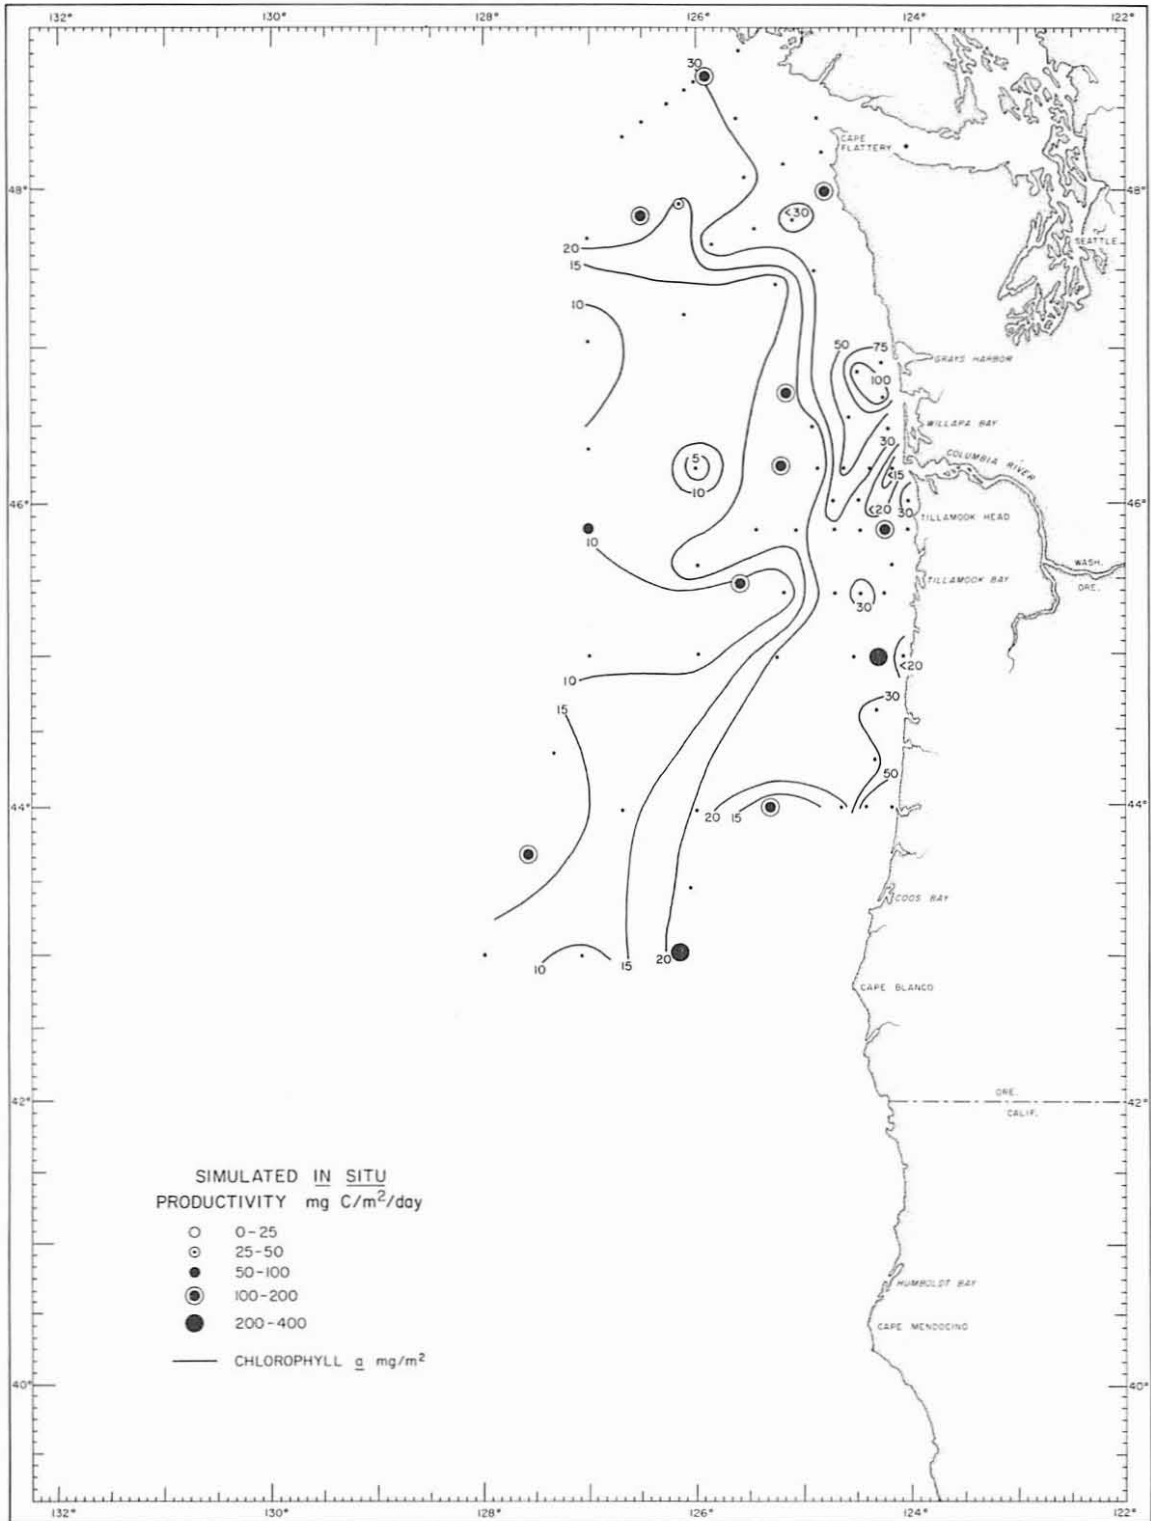 132° 130° 128° 126° 124° 122°
30
CAPE
FLATTERY
48° 48°
<30
SEATTLE
20
15
10
50 75
GRAYS HARBOR
100
WILLAPA BAY
30
COLUMBIA RIVER
5
<15
10
46° 46°
<20 30
TILLAMOOK HEAD
10
WASH.
ORE.
TILLAMOOK BAY
30
<20
10
30
15
50
44° 44°
20 15
COOS BAY
10 15 20
CAPE BLANCO
42° 42°
ORE.
CALIF.
SIMULATED IN SITU
PRODUCTIVITY mg C/m²/day
0-25
25-50
50-100
100-200
200-400
CHLOROPHYLL a mg/m²
HUMBOLDT BAY
CAPE MENDOCINO
40° 40°
132° 130° 128° 126° 124° 122°